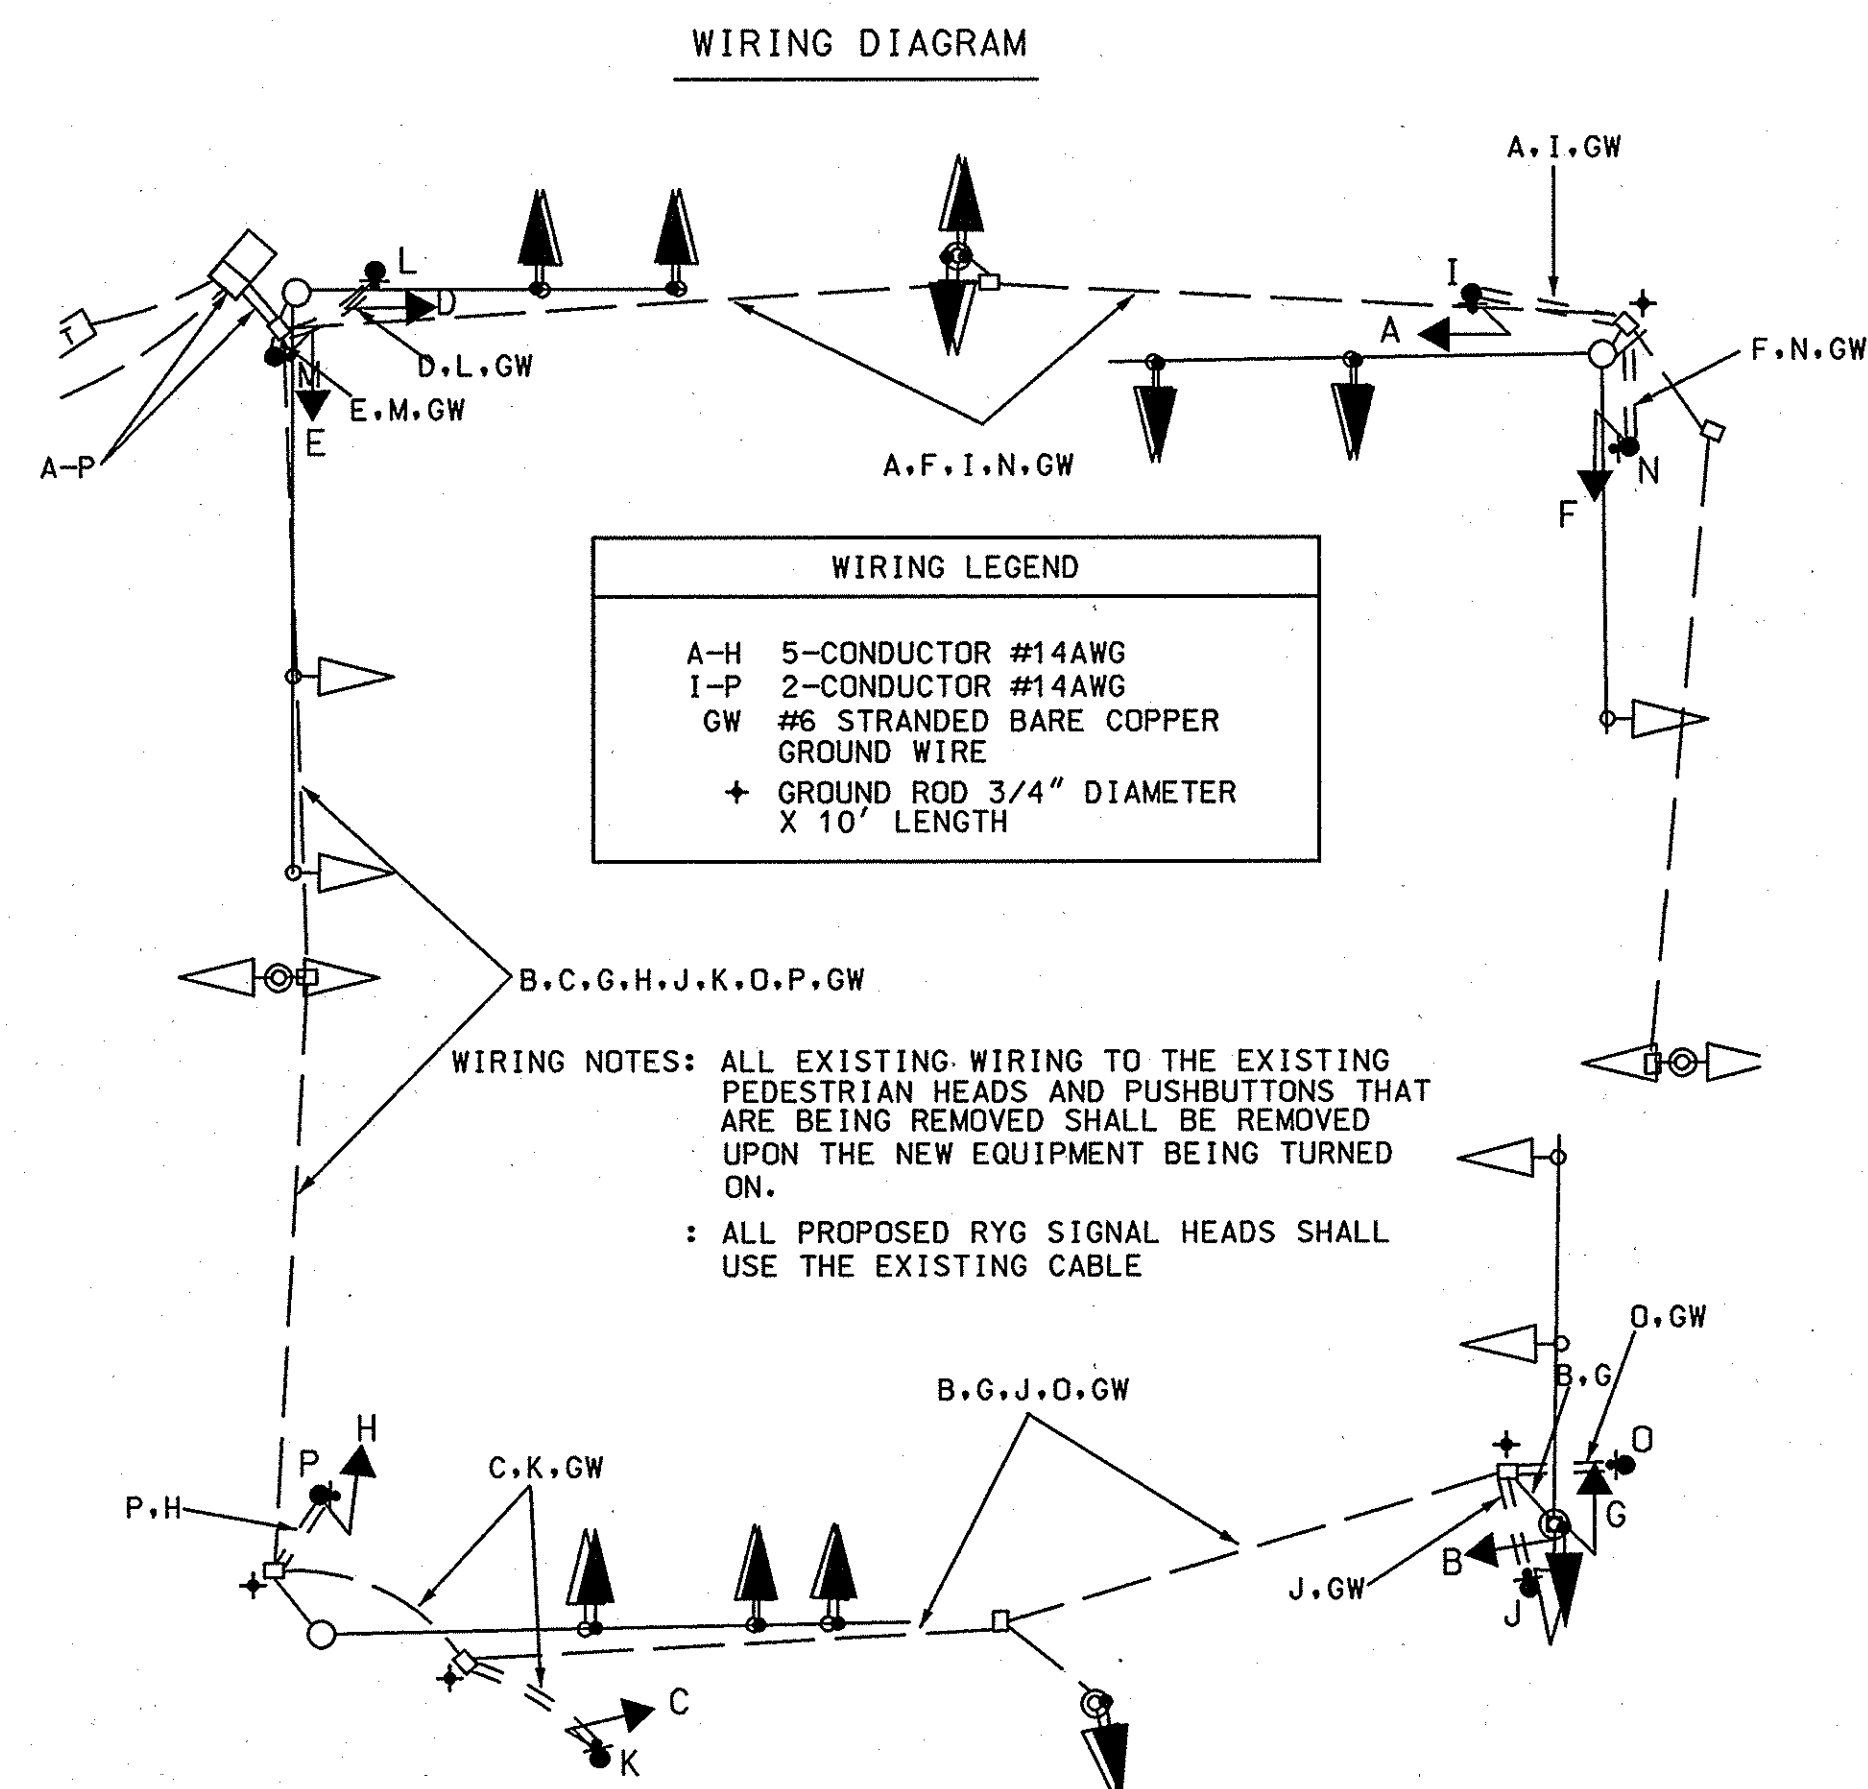 WIRING DIAGRAM
A,I,GW
L
D
I
A
F,N,GW
D,L,GW
M
E,M,GW
E
A-P
A,F,I,N,GW
N
F
T
WIRING LEGEND
A-H 5-CONDUCTOR #14AWG
I-P 2-CONDUCTOR #14AWG
GW #6 STRANDED BARE COPPER
GROUND WIRE
GROUND ROD 3/4" DIAMETER
X 10' LENGTH
B,C,G,H,J,K,O,P,GW
WIRING NOTES: ALL EXISTING WIRING TO THE EXISTING
PEDESTRIAN HEADS AND PUSHBUTTONS THAT
ARE BEING REMOVED SHALL BE REMOVED
UPON THE NEW EQUIPMENT BEING TURNED
ON.
: ALL PROPOSED RYG SIGNAL HEADS SHALL
USE THE EXISTING CABLE
O,GW
B,G
B,G,J,O,GW
H
P
C,K,GW
O
P,H
G
B
J,GW
J
C
K